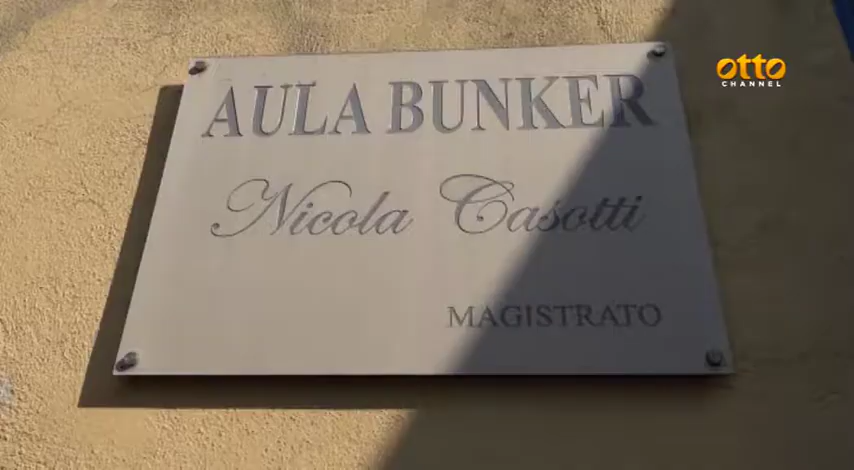 otto
CHANNEL
AULA BUNKER
Nicola Casotti
MAGISTRATO